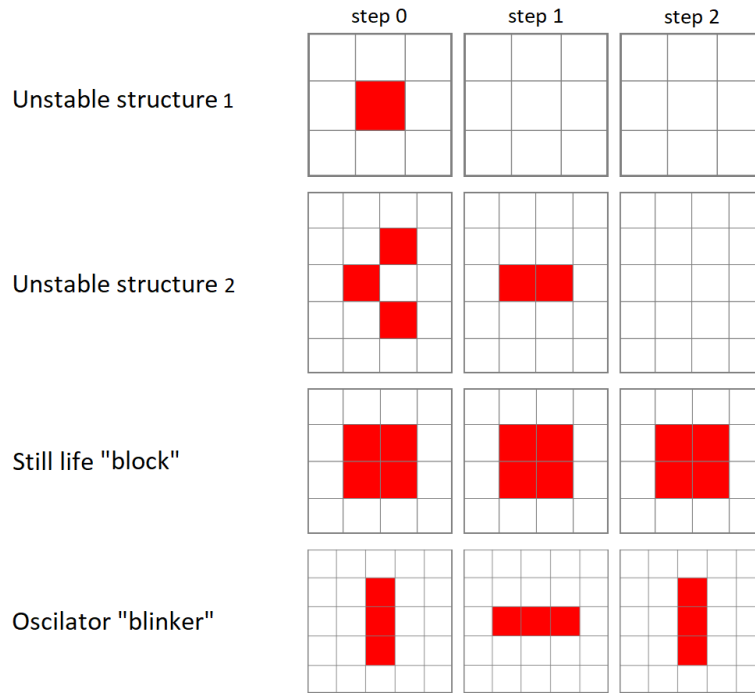 step 0 step 1 step 2
Unstable structure 1
Unstable structure 2
Still life "block"
Oscilator "blinker"